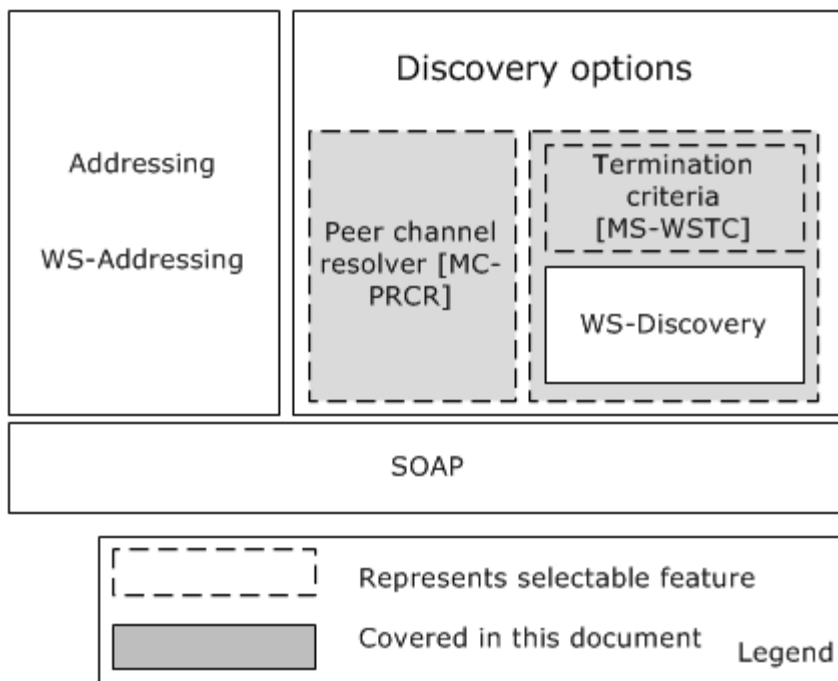 Addressing
WS-Addressing
Discovery options
Peer channel
resolver [MC-
PRCR]
Termination
criteria
[MS-WSTC]
WS-Discovery
SOAP
Represents selectable feature
Covered in this document
Legend